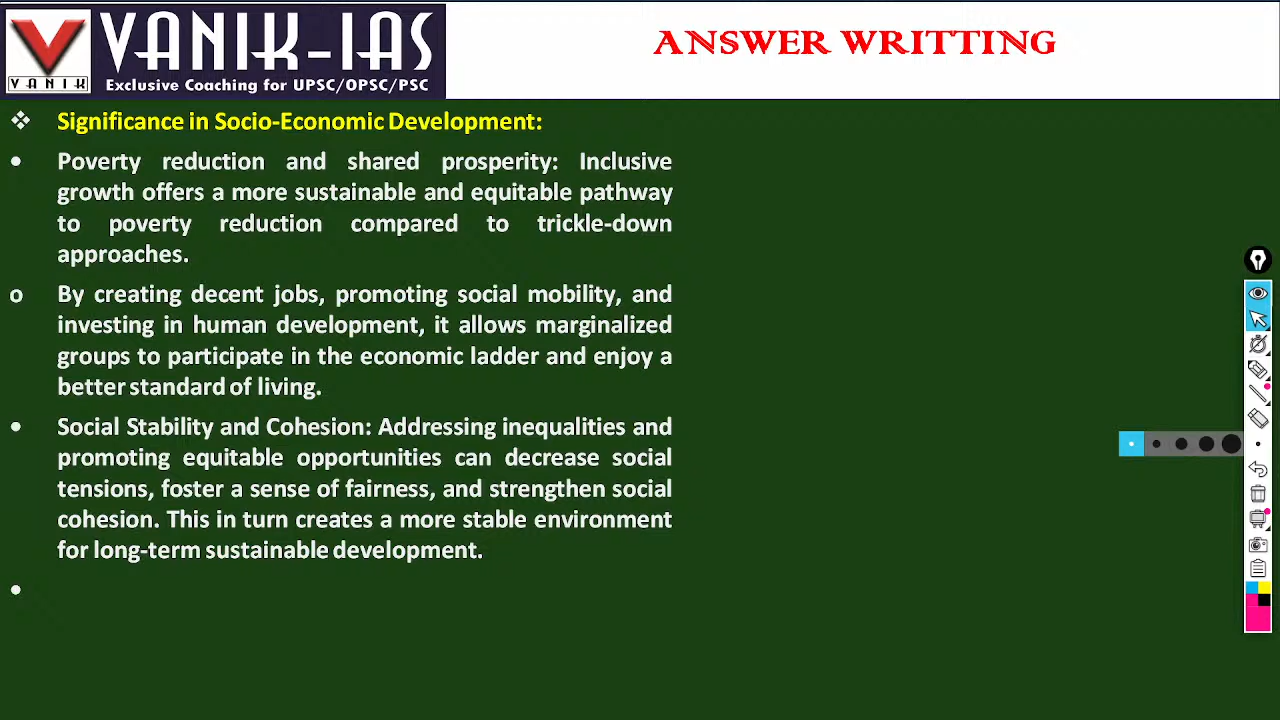 VANIK-IAS
VANIK
Exclusive Coaching for UPSC/OPSC/PSC
ANSWER WRITTING
❖ Significance in Socio-Economic Development:
• Poverty reduction and shared prosperity: Inclusive
growth offers a more sustainable and equitable pathway
to poverty reduction compared to trickle-down
approaches.
o By creating decent jobs, promoting social mobility, and
investing in human development, it allows marginalized
groups to participate in the economic ladder and enjoy a
better standard of living.
• Social Stability and Cohesion: Addressing inequalities and
promoting equitable opportunities can decrease social
tensions, foster a sense of fairness, and strengthen social
cohesion. This in turn creates a more stable environment
for long-term sustainable development.
•